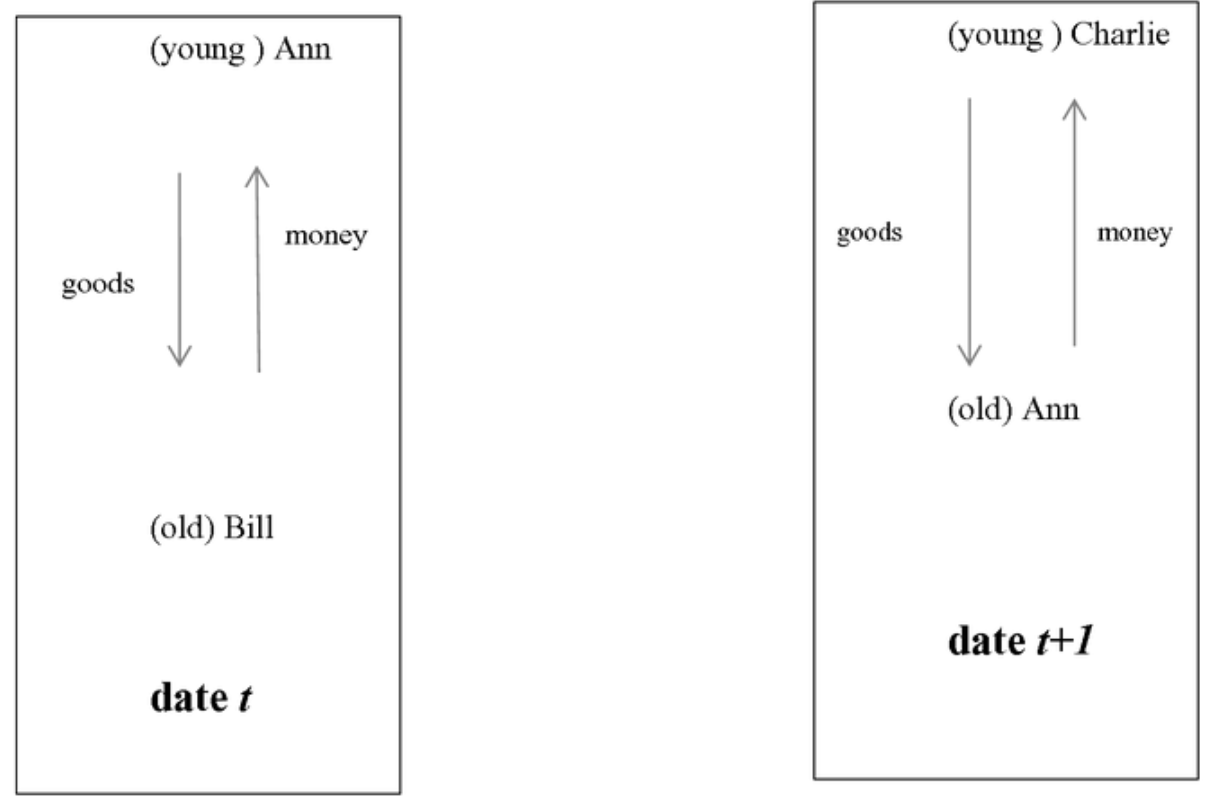 (young ) Ann
money
goods
(old) Bill
date t
(young ) Charlie
goods
money
(old) Ann
date t+1